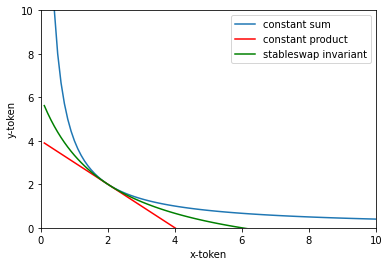 10
8
6
4
2
0
y-token
constant sum
constant product
stableswap invariant
0 2 4 6 8 10
x-token